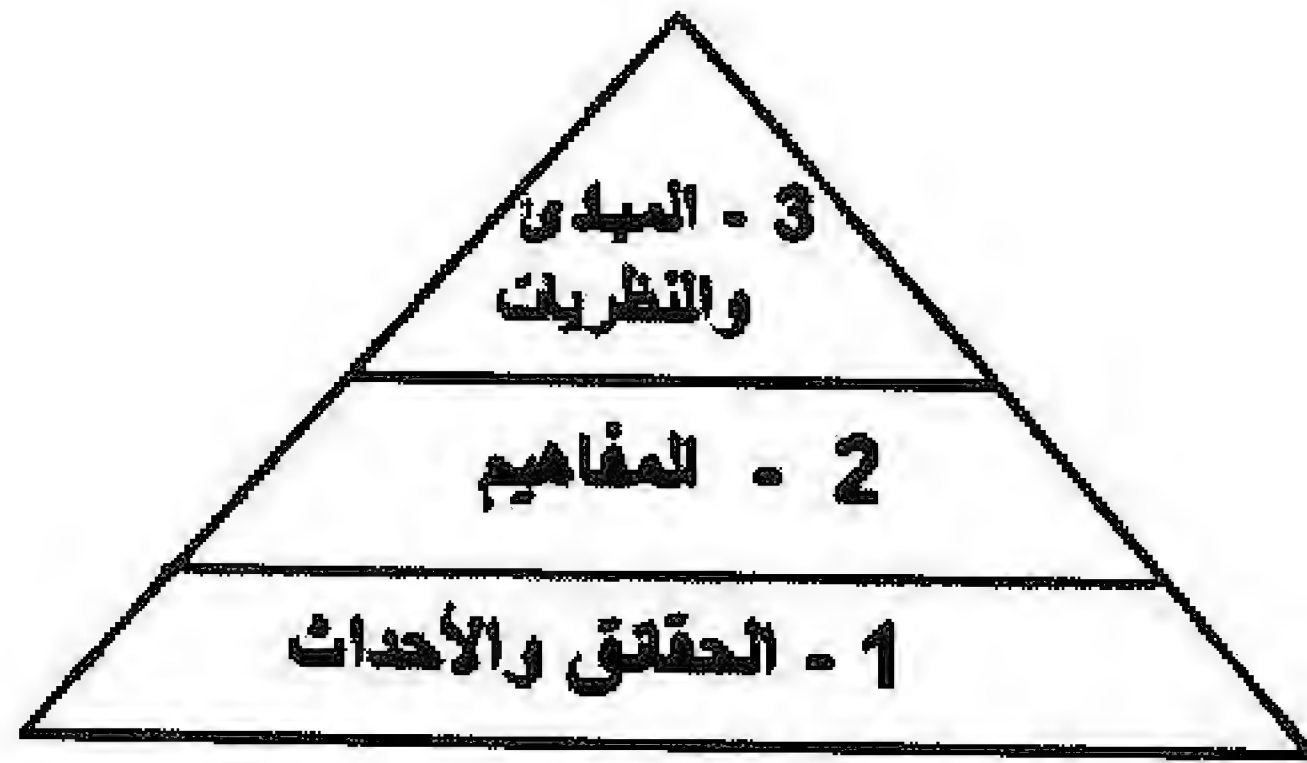 3 - المبادئ
والنظريات
2 - المفاهيم
1 - الحقائق والأحداث